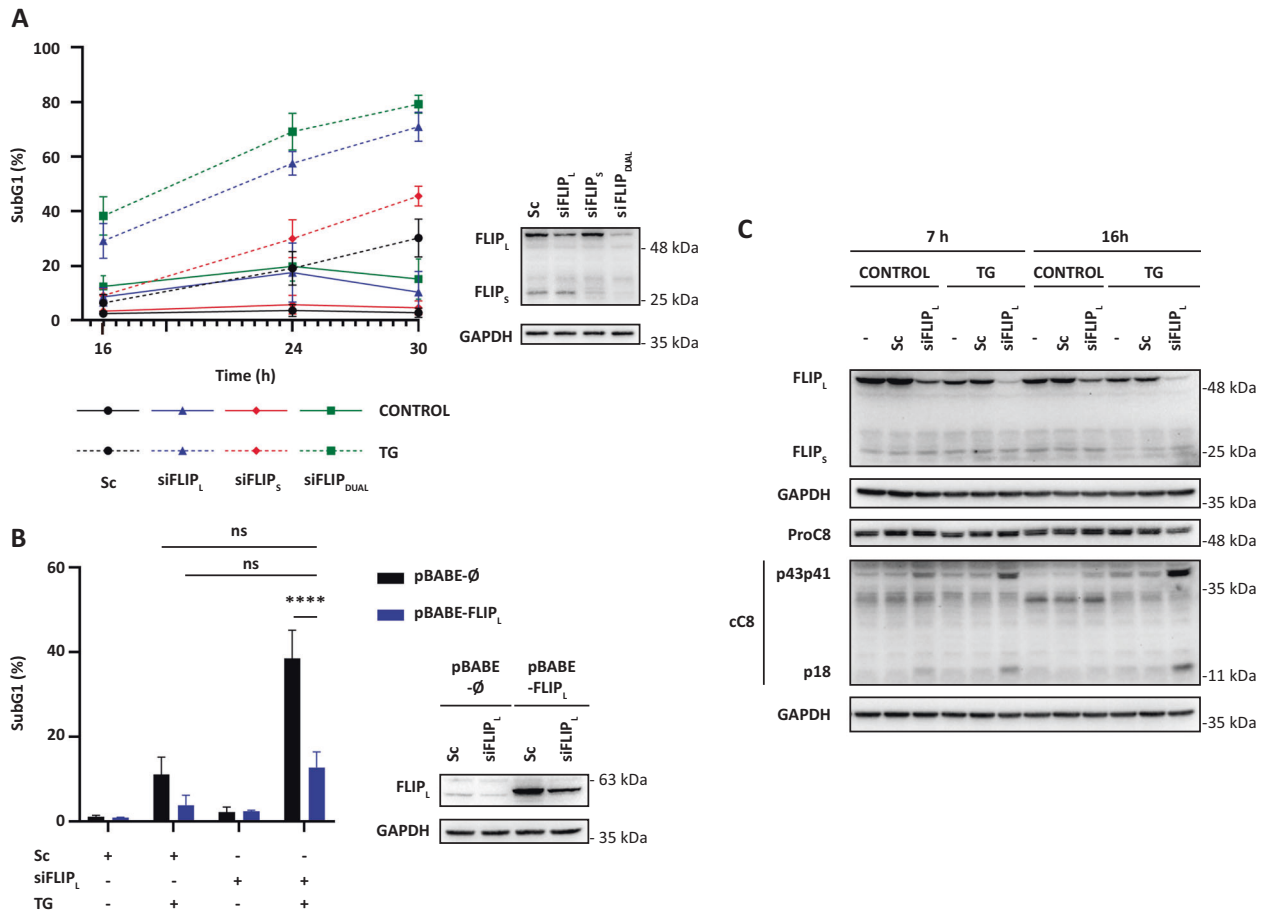 A
100
80
60
40
20
0
SubG1 (%)
16 24 30
Time (h)
CONTROL
TG
Sc siFLIPL siFLIPS siFLIPDUAL
Sc siFLIPL siFLIPS siFLIPDUAL
FLIPL
- 48 kDa
FLIPS
- 25 kDa
GAPDH
- 35 kDa
B
ns
ns
****
60
40
20
0
SubG1 (%)
pBABE-Ø
pBABE-FLIPL
Sc + + - -
siFLIPL - - + +
TG - + - +
pBABE pBABE
-Ø -FLIPL
Sc siFLIPL Sc siFLIPL
- 63 kDa
FLIPL
GAPDH
- 35 kDa
C
7 h 16h
CONTROL TG CONTROL TG
- Sc siFLIPL - Sc siFLIPL - Sc siFLIPL - Sc siFLIPL
FLIPL
-48 kDa
FLIPS
-25 kDa
GAPDH
-35 kDa
ProC8
-48 kDa
cC8
p43p41
-35 kDa
p18
-11 kDa
GAPDH
-35 kDa